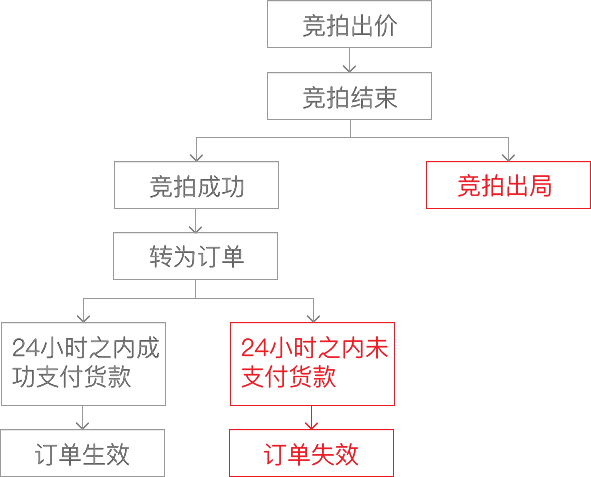 竞拍出价
竞拍结束
竞拍成功
竞拍出局
转为订单
24小时之内成
功支付货款
24小时之内未
支付货款
订单生效
订单失效